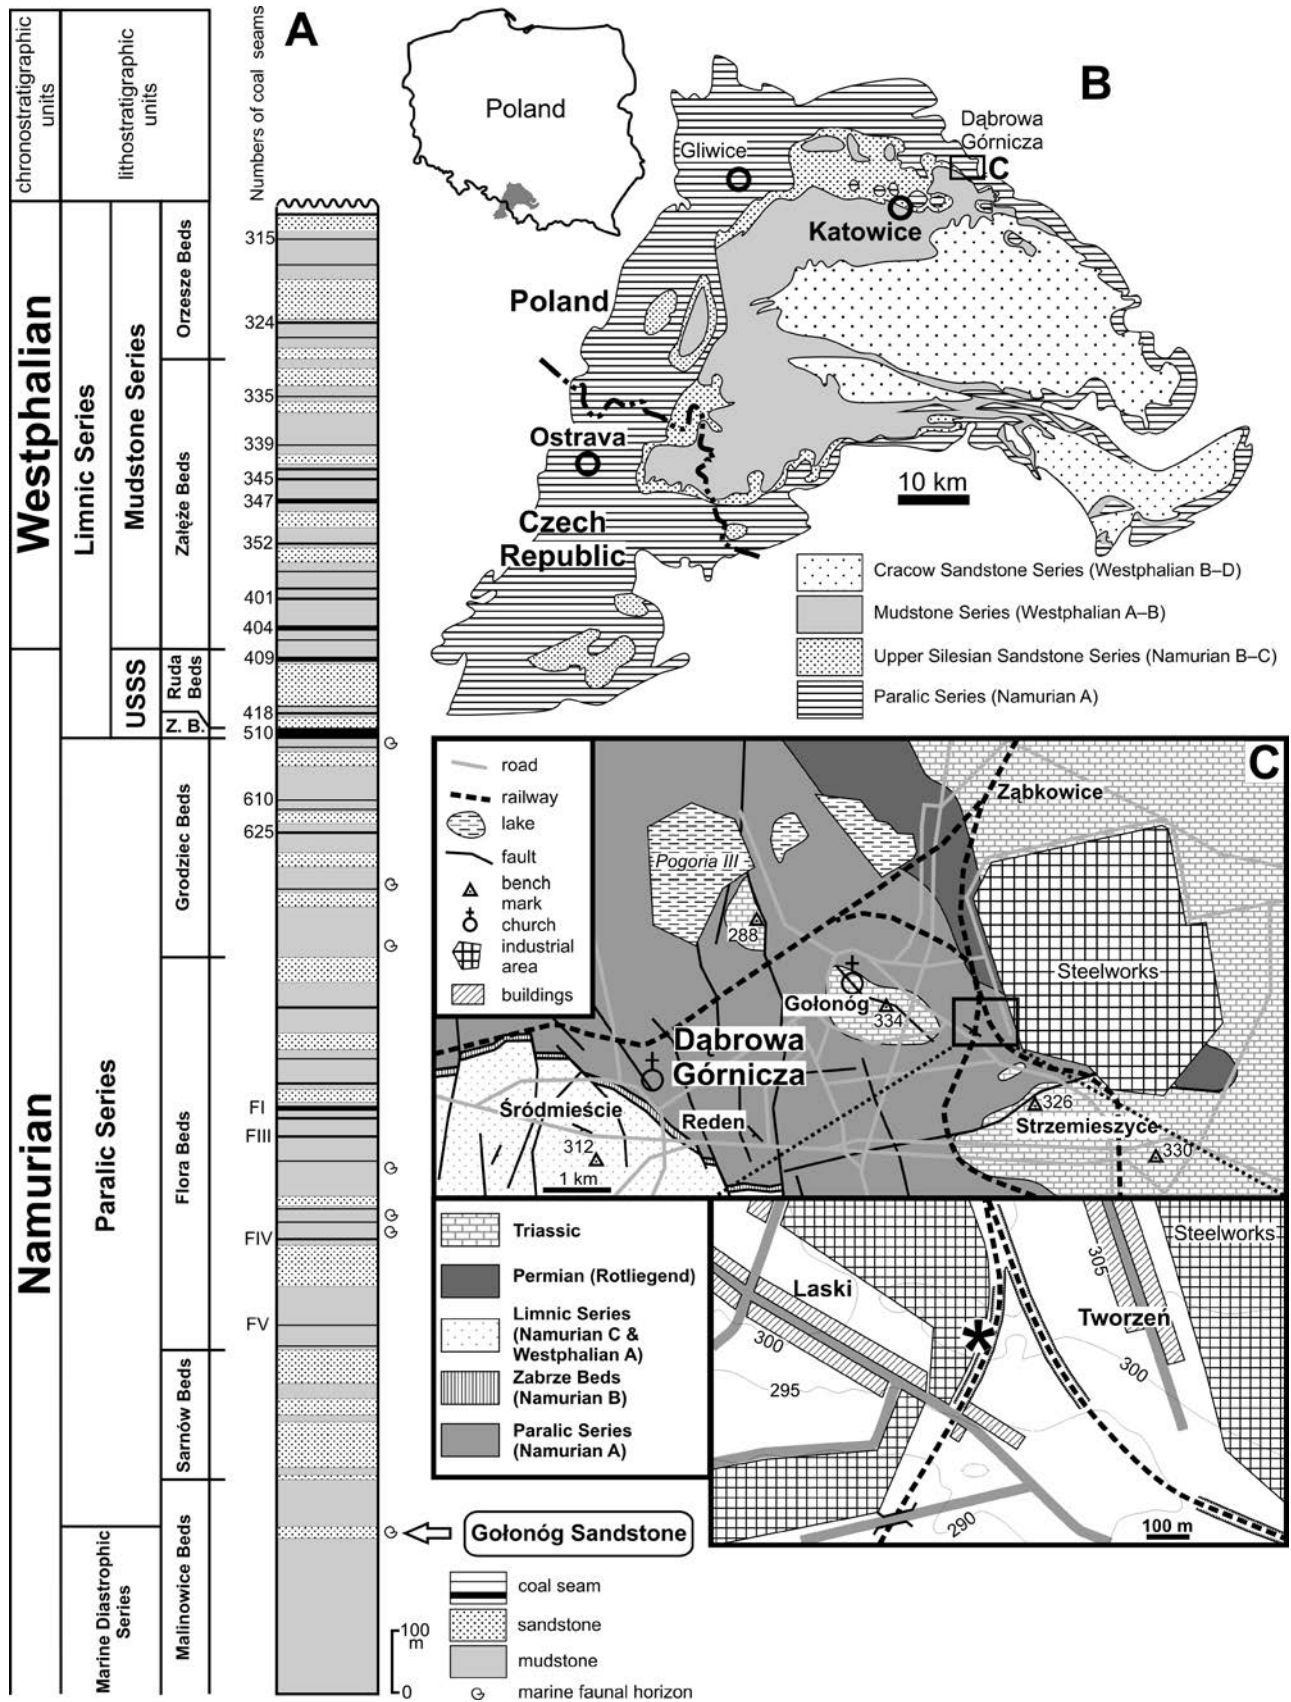 A
chronostratigraphic
units
lithostratigraphic
units
Numbers of coal seams
Westphalian
Namurian
Limnic Series
Paralic Series
Marine Diastrophic
Series
Mudstone Series
USSS
Orzesze Beds
Załęże Beds
Ruda
Beds
Z. B.
Grodziec Beds
Flora Beds
Sarnów Beds
Malinowice Beds
315
324
335
339
345
347
352
401
404
409
418
510
610
625
FI
FIII
FIV
FV
Gołonóg Sandstone
100
m
0
coal seam
sandstone
mudstone
marine faunal horizon
B
Poland
Dąbrowa
Górnicza
Gliwice
C
Katowice
Poland
Ostrava
Czech
Republic
10 km
Cracow Sandstone Series (Westphalian B–D)
Mudstone Series (Westphalian A–B)
Upper Silesian Sandstone Series (Namurian B–C)
Paralic Series (Namurian A)
C
road
railway
lake
fault
bench
mark
church
industrial
area
buildings
Ząbkowice
Pogoria III
288
Steelworks
Gołonóg
334
Dąbrowa
Górnicza
Śródmieście
Reden
326
Strzemieszyce
312
330
1 km
Triassic
Permian (Rotliegend)
Limnic Series
(Namurian C &
Westphalian A)
Zabrze Beds
(Namurian B)
Paralic Series
(Namurian A)
Steelworks
Laski
305
Tworzeń
300
300
295
290
100 m